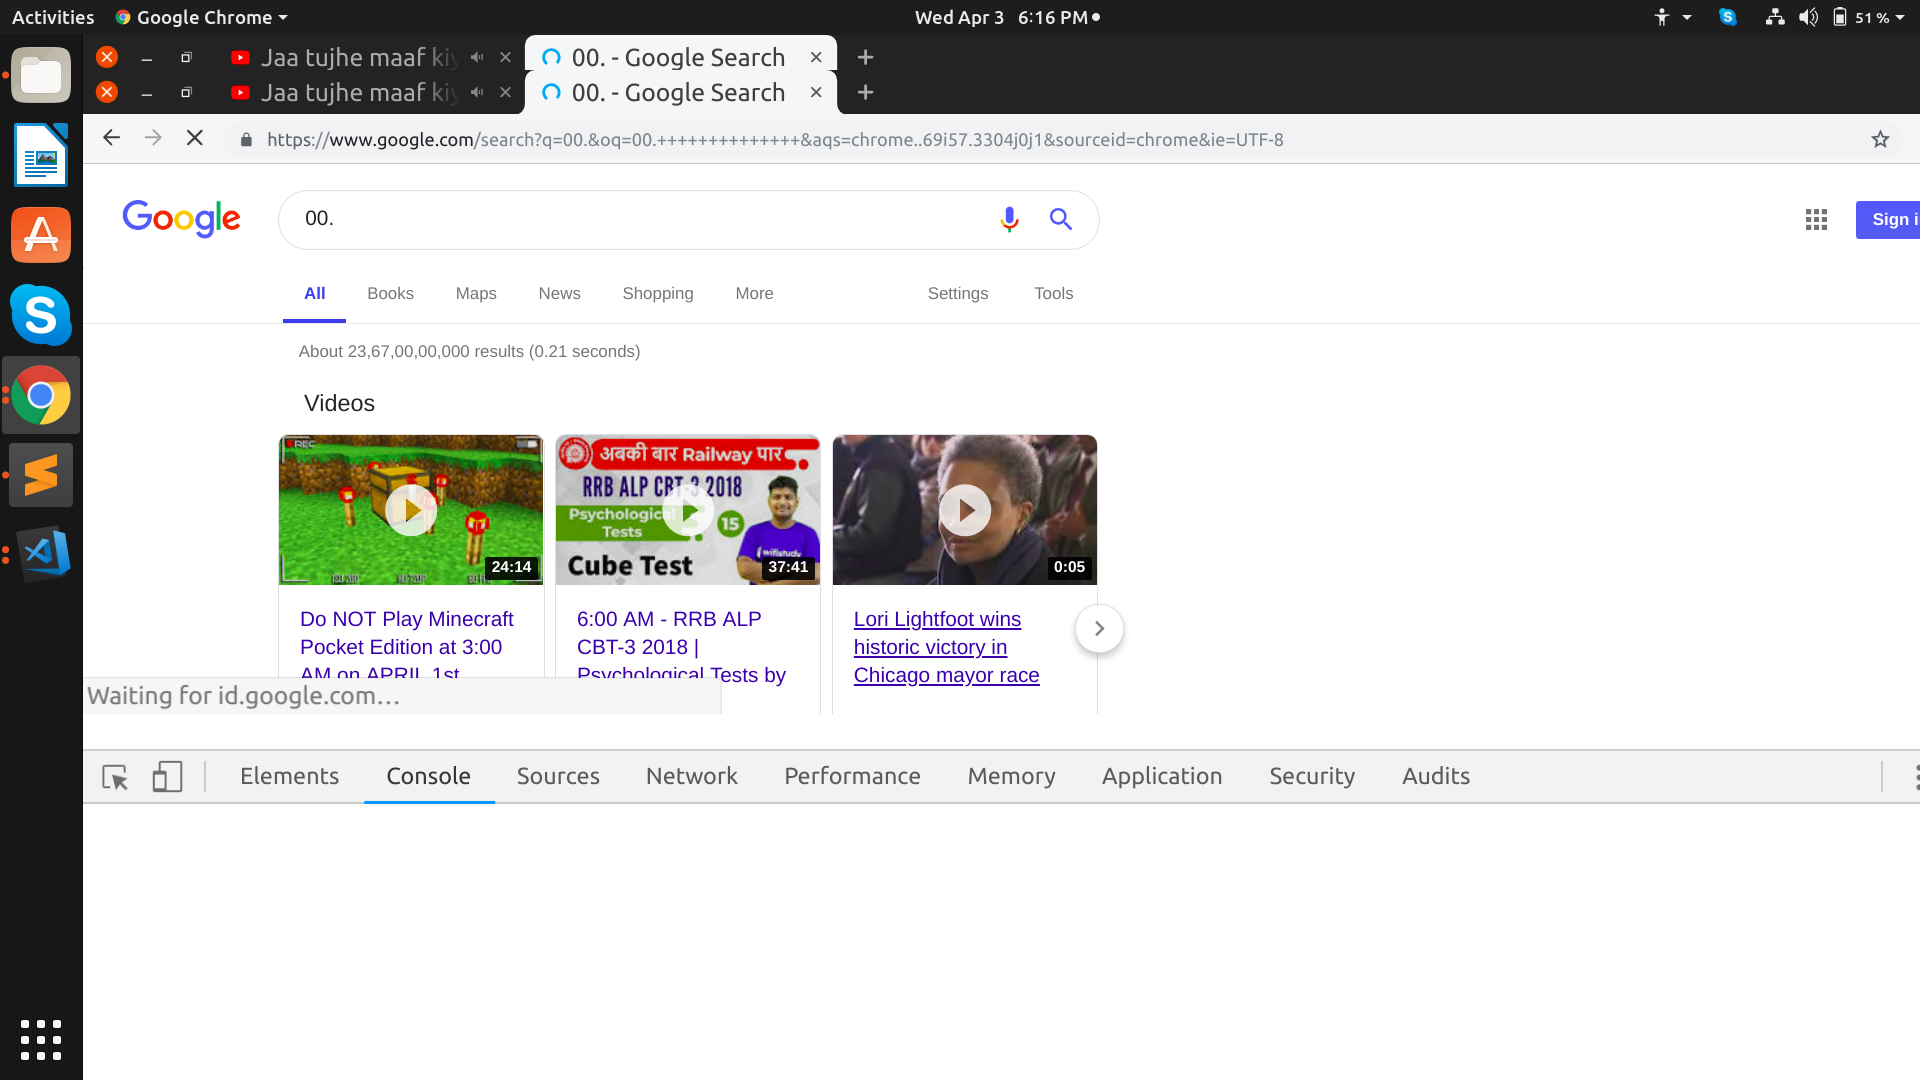 Activities Google Chrome Wed Apr 3 6:16 PM 51 %
Jaa tujhe maaf kiy 00. - Google Search
Jaa tujhe maaf kiy 00. - Google Search
https://www.google.com/search?q=00.&oq=00.++++++++++++++&aqs=chrome..69i57.3304j0j1&sourceid=chrome&ie=UTF-8
Google 00. Sign i
All Books Maps News Shopping More Settings Tools
About 23,67,00,00,000 results (0.21 seconds)
Videos
REC
24:14
अबकी बार Railway पार
RRB ALP CBT-3 2018
Psychological
Tests
15
wifistudy
Cube Test
37:41
0:05
Do NOT Play Minecraft
Pocket Edition at 3:00
AM on APRIL 1st
6:00 AM - RRB ALP
CBT-3 2018 |
Psychological Tests by
Lori Lightfoot wins
historic victory in
Chicago mayor race
Waiting for id.google.com…
Elements Console Sources Network Performance Memory Application Security Audits